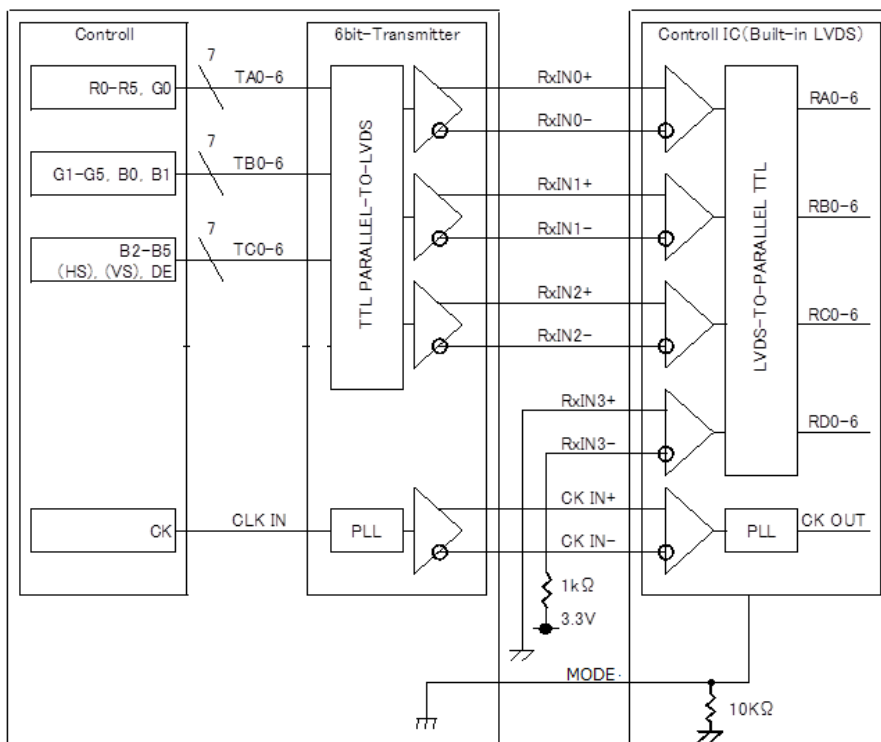 Controll
6bit-Transmitter
Controll IC(Built-in LVDS)
7
R0-R5, G0
TA0-6
RxIN0+
RA0-6
RxIN0-
7
G1-G5, B0, B1
TB0-6
RxIN1+
RB0-6
RxIN1-
7
B2-B5
(HS), (VS), DE
TC0-6
RxIN2+
RC0-6
RxIN2-
TTL PARALLEL-TO-LVDS
LVDS-TO-PARALLEL TTL
RxIN3+
RD0-6
RxIN3-
CK
CLK IN
PLL
CK IN+
CK IN-
PLL
CK OUT
1kΩ
3.3V
MODE
10KΩ